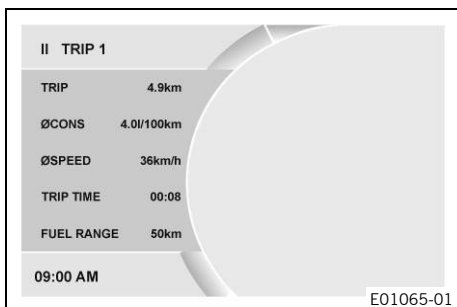 II TRIP 1
TRIP 4.9km
ØCONS 4.0l/100km
ØSPEED 36km/h
TRIP TIME 00:08
FUEL RANGE 50km
09:00 AM
E01065-01